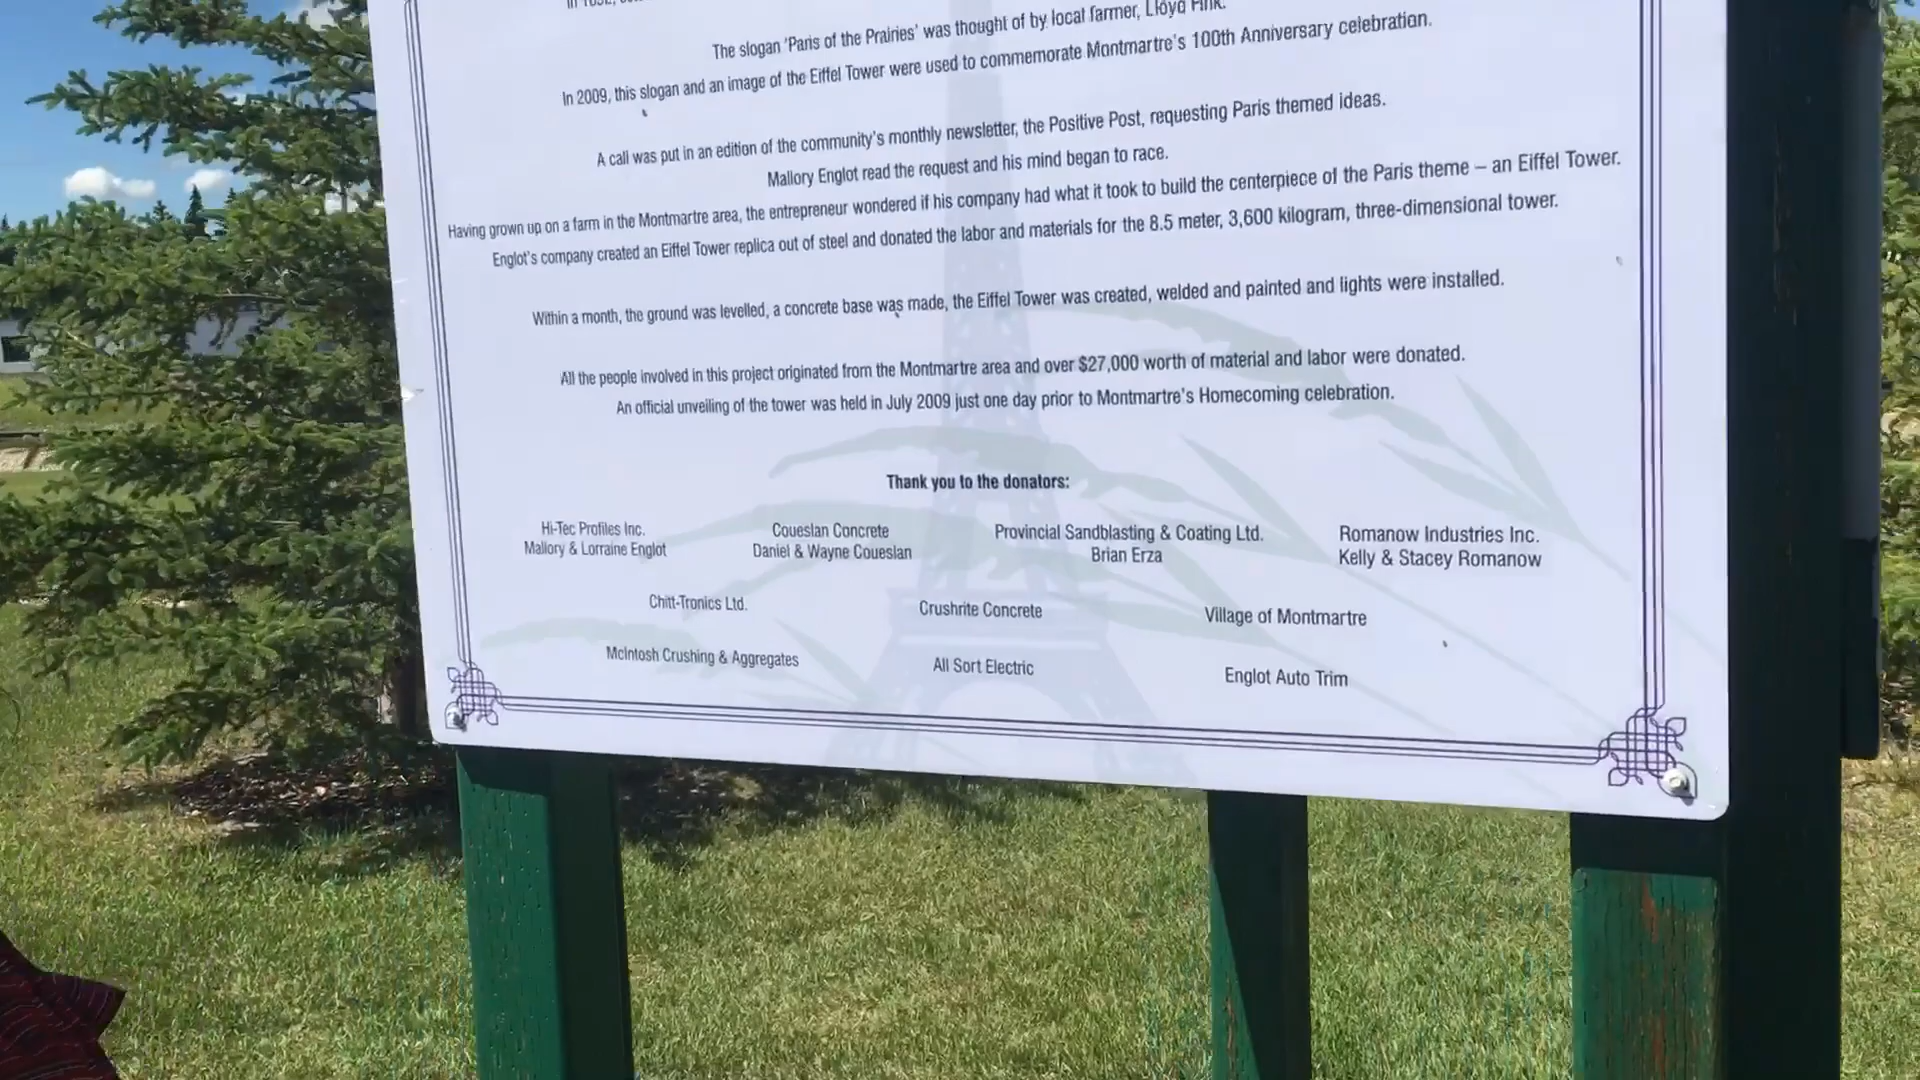 The slogan 'Paris of the Prairies' was thought of by local farmer, Lloyd Fink.
In 2009, this slogan and an image of the Eiffel Tower were used to commemorate Montmartre's 100th Anniversary celebration.
A call was put in an edition of the community's monthly newsletter, the Positive Post, requesting Paris themed ideas.
Mallory Englot read the request and his mind began to race.
Having grown up on a farm in the Montmartre area, the entrepreneur wondered if his company had what it took to build the centerpiece of the Paris theme – an Eiffel Tower.
Englot's company created an Eiffel Tower replica out of steel and donated the labor and materials for the 8.5 meter, 3,600 kilogram, three-dimensional tower.
Within a month, the ground was levelled, a concrete base was made, the Eiffel Tower was created, welded and painted and lights were installed.
All the people involved in this project originated from the Montmartre area and over $27,000 worth of material and labor were donated.
An official unveiling of the tower was held in July 2009 just one day prior to Montmartre's Homecoming celebration.
Thank you to the donators:
Hi-Tec Profiles Inc. Coueslan Concrete Provincial Sandblasting & Coating Ltd. Romanow Industries Inc.
Mallory & Lorraine Englot Daniel & Wayne Coueslan Brian Erza Kelly & Stacey Romanow
Chitt-Tronics Ltd. Crushrite Concrete Village of Montmartre
McIntosh Crushing & Aggregates All Sort Electric Englot Auto Trim